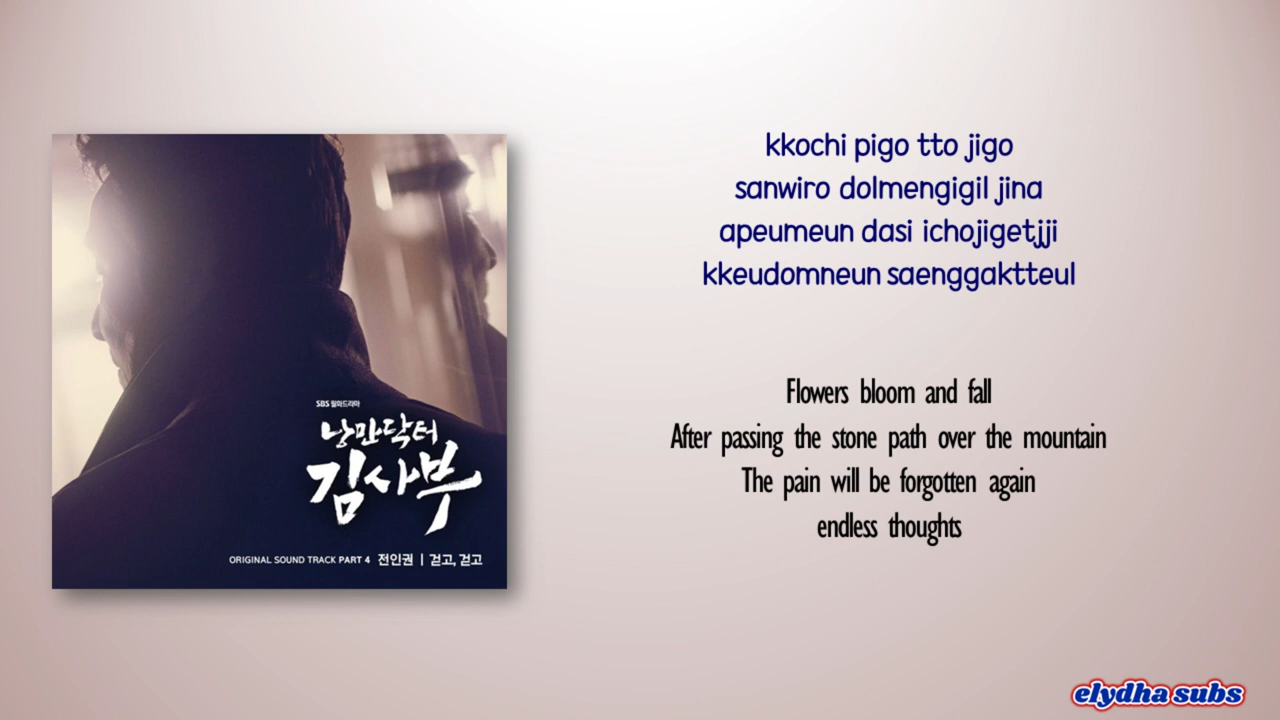 SBS 월화드라마
낭만닥터
김사부
ORIGINAL SOUND TRACK PART 4 전인권 | 걷고, 걷고
kkochi pigo tto jigo
sanwiro dolmengigil jina
apeumeun dasi ichojigetjji
kkeudomneun saenggaktteul
Flowers bloom and fall
After passing the stone path over the mountain
The pain will be forgotten again
endless thoughts
elydha subs